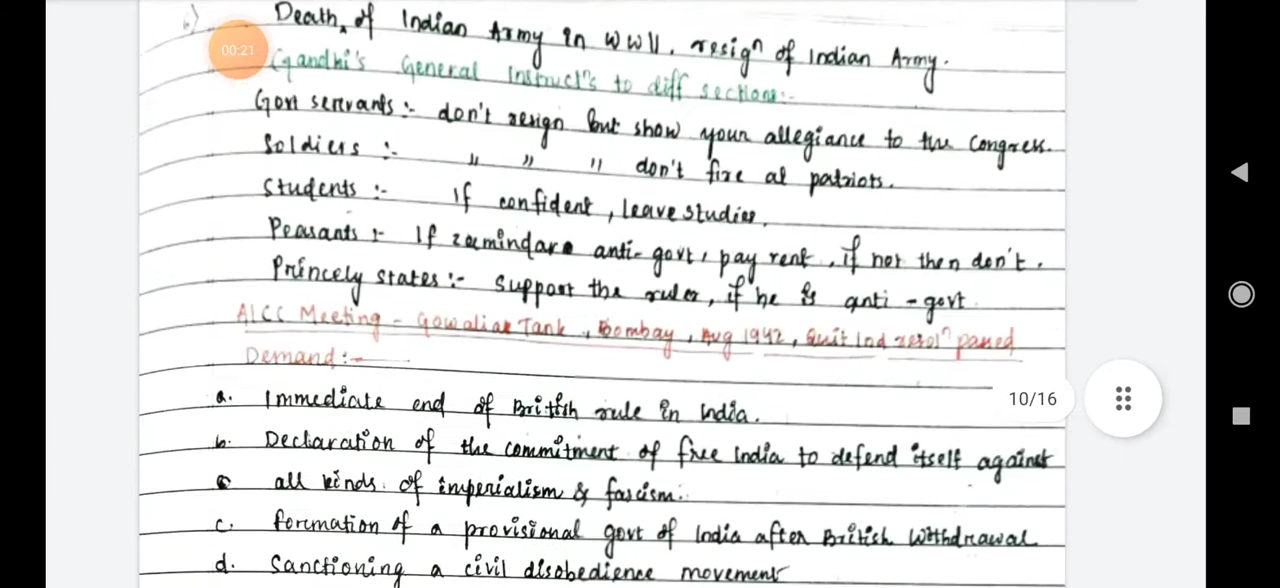 6) Death of Indian Army in WWII, resign of Indian Army.
00:21
Gandhi's General Instruct's to diff sections:-
Govt servants :- don't resign but show your allegiance to the Congress.
Soldiers :- " " " don't fire at patriots.
Students :- If confident, leave studies.
Peasants :- If zamindars anti-govt, pay rent, if not then don't.
Princely states :- Support the ruler, if he is anti-govt.
AICC Meeting - Gowalia Tank, Bombay, Aug 1942, Quit Ind resoln passed
Demand :-
a. Immediate end of British rule in India.
10/16
b. Declaration of the commitment of free India to defend itself against
all kinds of imperialism & fascism.
c. formation of a provisional govt of India after British Withdrawal
d. Sanctioning a civil disobedience movement